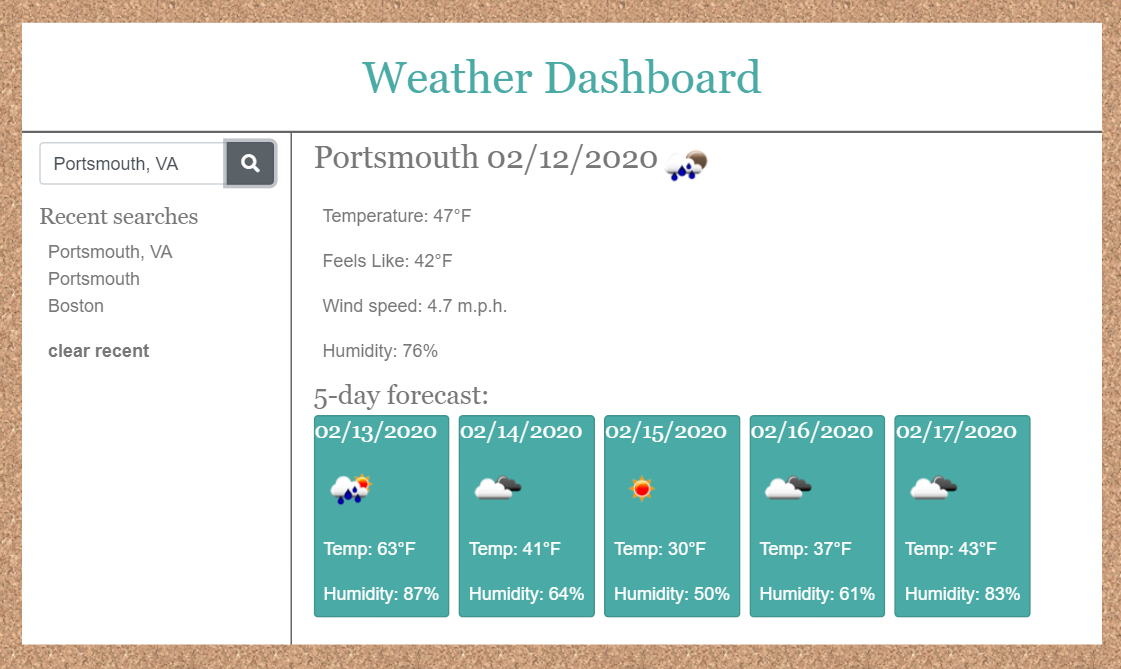 Weather Dashboard
Portsmouth, VA
Recent searches
Portsmouth, VA
Portsmouth
Boston
clear recent
Portsmouth 02/12/2020
Temperature: 47°F
Feels Like: 42°F
Wind speed: 4.7 m.p.h.
Humidity: 76%
5-day forecast:
02/13/2020
Temp: 63°F
Humidity: 87%
02/14/2020
Temp: 41°F
Humidity: 64%
02/15/2020
Temp: 30°F
Humidity: 50%
02/16/2020
Temp: 37°F
Humidity: 61%
02/17/2020
Temp: 43°F
Humidity: 83%